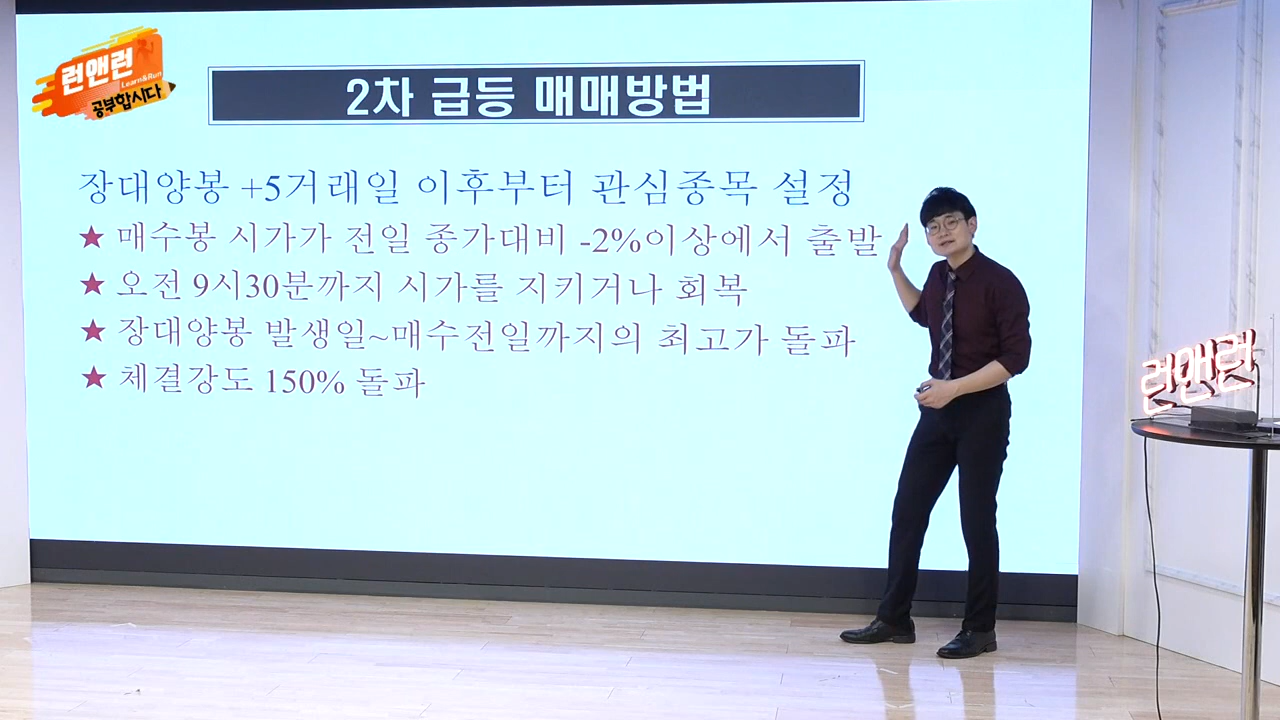 런앤런
Learn&Run
공부합시다
2차 급등 매매방법
장대양봉 +5거래일 이후부터 관심종목 설정
★ 매수봉 시가가 전일 종가대비 -2%이상에서 출발
★ 오전 9시30분까지 시가를 지키거나 회복
★ 장대양봉 발생일~매수전일까지의 최고가 돌파
★ 체결강도 150% 돌파
런앤런